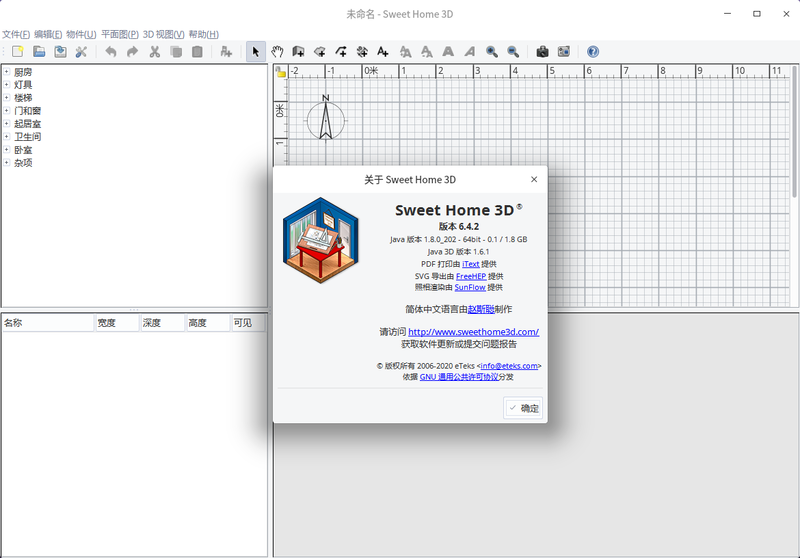 未命名 - Sweet Home 3D
文件(F) 编辑(E) 物件(U) 平面图(P) 3D 视图(V) 帮助(H)
厨房
灯具
楼梯
门和窗
起居室
卫生间
卧室
杂项
-2 -1 0米 1 2 3 4 5 6 7 8 9 10 11
0米
1
N
名称 宽度 深度 高度 可见
关于 Sweet Home 3D
Sweet Home 3D®
版本 6.4.2
Java 版本 1.8.0_202 - 64bit - 0.1 / 1.8 GB
Java 3D 版本 1.6.1
PDF 打印由 iText 提供
SVG 导出由 FreeHEP 提供
照相渲染由 SunFlow 提供
简体中文语言由赵斯聪制作
请访问 http://www.sweethome3d.com/
获取软件更新或提交问题报告
© 版权所有 2006-2020 eTeks <info@eteks.com>
依据 GNU 通用公共许可协议分发
确定